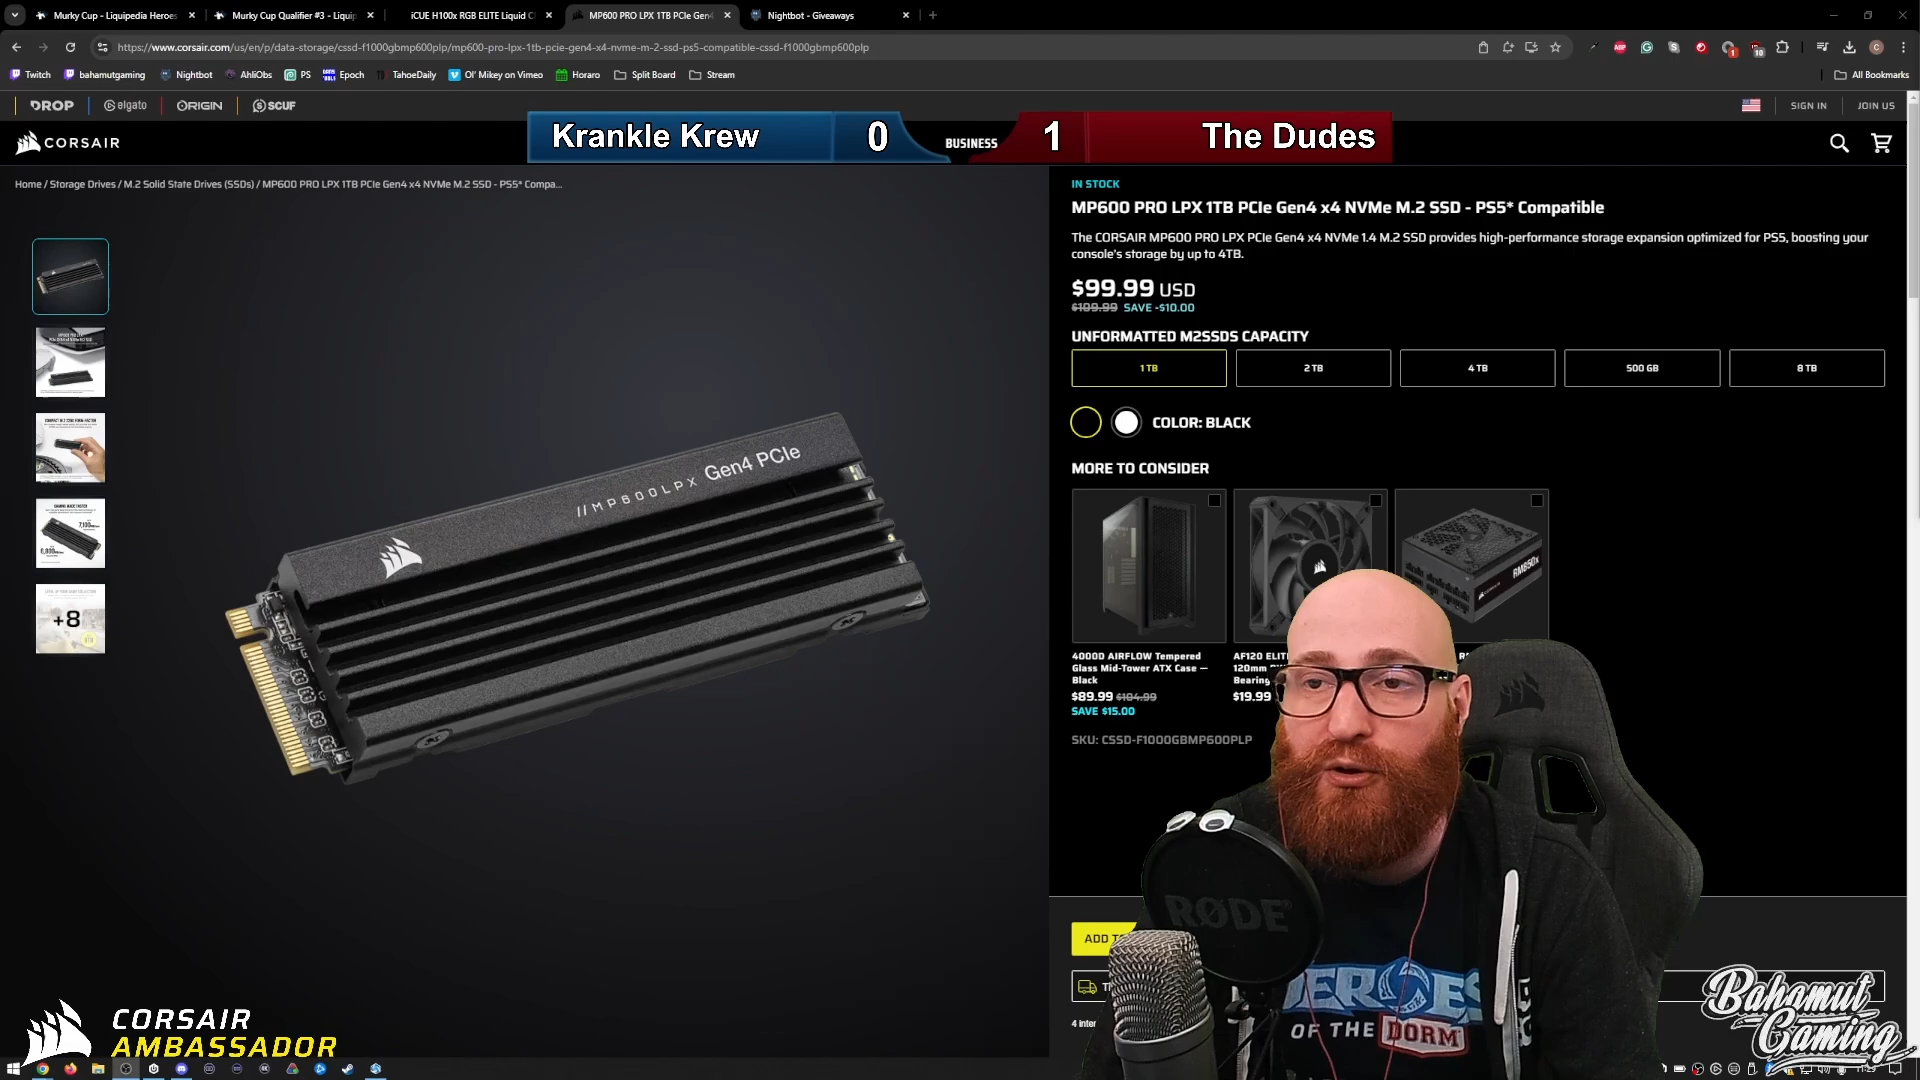 Murky Cup - Liquipedia Heroes
Murky Cup Qualifier #3 - Liquip
iCUE H100x RGB ELITE Liquid C
MP600 PRO LPX 1TB PCIe Gen4
Nightbot - Giveaways
https://www.corsair.com/us/en/p/data-storage/cssd-f1000gbmp600plp/mp600-pro-lpx-1tb-pcie-gen4-x4-nvme-m-2-ssd-ps5-compatible-cssd-f1000gbmp600plp
Twitch
bahamutgaming
Nightbot
AhliObs
PS
Epoch
TahoeDaily
Ol' Mikey on Vimeo
Horaro
Split Board
Stream
All Bookmarks
DROP
elgato
ORIGIN
SCUF
SIGN IN
JOIN US
CORSAIR
Krankle Krew
0
BUSINESS
1
The Dudes
Home / Storage Drives / M.2 Solid State Drives (SSDs) / MP600 PRO LPX 1TB PCIe Gen4 x4 NVMe M.2 SSD - PS5* Compa...
IN STOCK
MP600 PRO LPX 1TB PCIe Gen4 x4 NVMe M.2 SSD - PS5* Compatible
The CORSAIR MP600 PRO LPX PCIe Gen4 x4 NVMe 1.4 M.2 SSD provides high-performance storage expansion optimized for PS5, boosting your
console's storage by up to 4TB.
$99.99 USD
$109.99 SAVE -$10.00
UNFORMATTED M2SSDS CAPACITY
1 TB
2 TB
4 TB
500 GB
8 TB
COLOR: BLACK
MORE TO CONSIDER
//MP600LPX Gen4 PCIe
+8
RM850x
4000D AIRFLOW Tempered
Glass Mid-Tower ATX Case —
Black
$89.99 $104.99
SAVE $15.00
AF120 ELIT
120mm
Bearing
$19.99
SKU: CSSD-F1000GBMP600PLP
ADD T
RØDE
HEROES
OF THE DORM
4 inter
CORSAIR
AMBASSADOR
Bahamut
Gaming